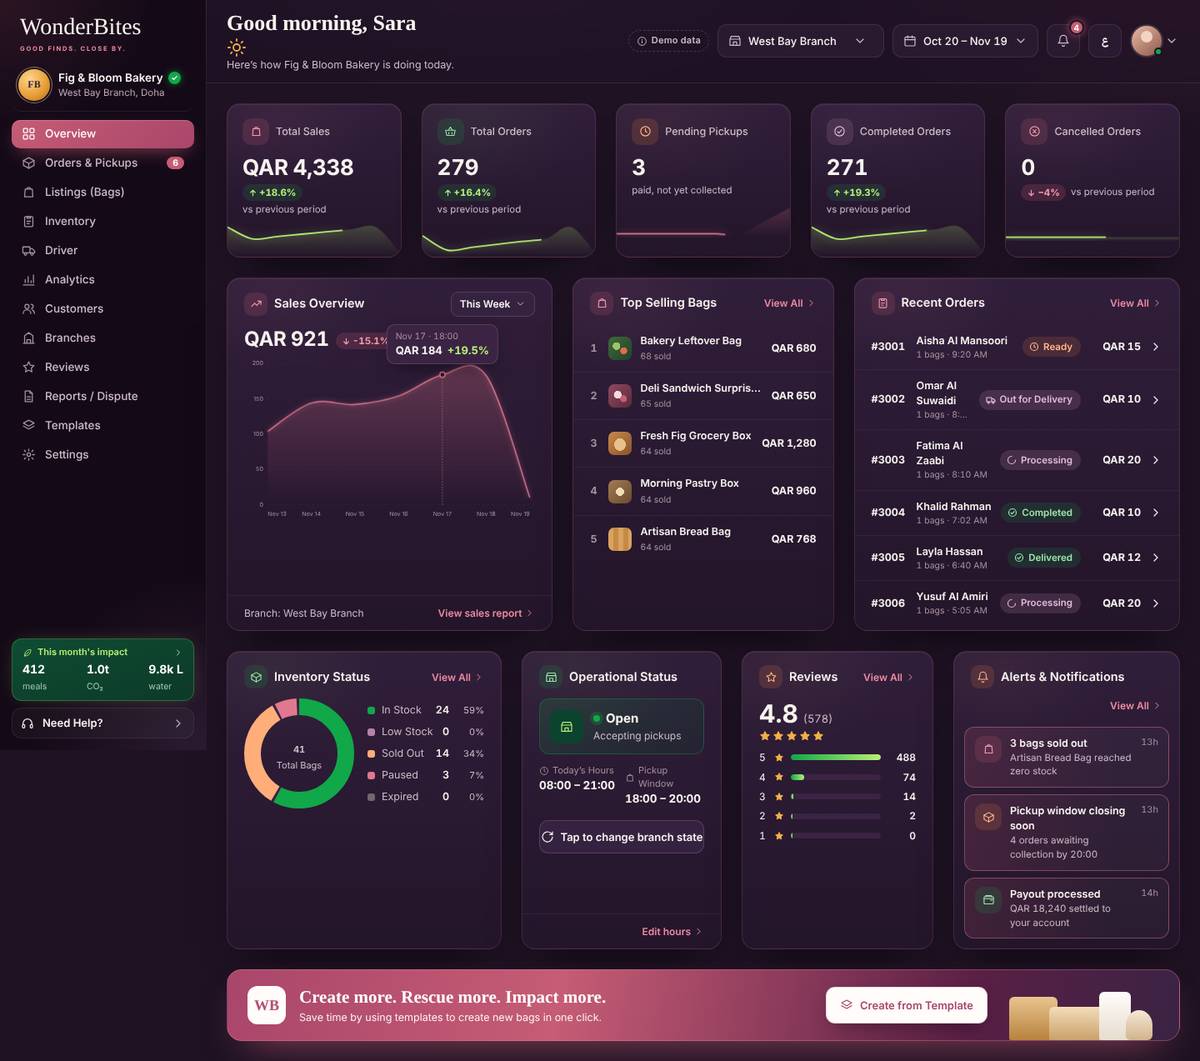 WonderBites
GOOD FINDS. CLOSE BY.
FB
Fig & Bloom Bakery
West Bay Branch, Doha
Overview
Orders & Pickups 6
Listings (Bags)
Inventory
Driver
Analytics
Customers
Branches
Reviews
Reports / Dispute
Templates
Settings
This month's impact
412 1.0t 9.8k L
meals CO₂ water
Need Help?
Good morning, Sara
Here's how Fig & Bloom Bakery is doing today.
Demo data
West Bay Branch
Oct 20 – Nov 19
4
ع
Total Sales
QAR 4,338
+18.6%
vs previous period
Total Orders
279
+16.4%
vs previous period
Pending Pickups
3
paid, not yet collected
Completed Orders
271
+19.3%
vs previous period
Cancelled Orders
0
−4% vs previous period
Sales Overview
This Week
QAR 921
-15.1%
Nov 17 · 18:00
QAR 184 +19.5%
200
150
100
50
0
Nov 13 Nov 14 Nov 15 Nov 16 Nov 17 Nov 18 Nov 19
Branch: West Bay Branch
View sales report
Top Selling Bags
View All
1 Bakery Leftover Bag QAR 680
68 sold
2 Deli Sandwich Surpris... QAR 650
65 sold
3 Fresh Fig Grocery Box QAR 1,280
64 sold
4 Morning Pastry Box QAR 960
64 sold
5 Artisan Bread Bag QAR 768
64 sold
Recent Orders
View All
#3001 Aisha Al Mansoori Ready QAR 15
1 bags · 9:20 AM
#3002 Omar Al Suwaidi Out for Delivery QAR 10
1 bags · 8:...
#3003 Fatima Al Zaabi Processing QAR 20
1 bags · 8:10 AM
#3004 Khalid Rahman Completed QAR 10
1 bags · 7:02 AM
#3005 Layla Hassan Delivered QAR 12
1 bags · 6:40 AM
#3006 Yusuf Al Amiri Processing QAR 20
1 bags · 5:05 AM
Inventory Status
View All
41
Total Bags
In Stock 24 59%
Low Stock 0 0%
Sold Out 14 34%
Paused 3 7%
Expired 0 0%
Operational Status
Open
Accepting pickups
Today's Hours
08:00 – 21:00
Pickup Window
18:00 – 20:00
Tap to change branch state
Edit hours
Reviews
View All
4.8 (578)
5 488
4 74
3 14
2 2
1 0
Alerts & Notifications
View All
3 bags sold out 13h
Artisan Bread Bag reached
zero stock
Pickup window closing 13h
soon
4 orders awaiting
collection by 20:00
Payout processed 14h
QAR 18,240 settled to
your account
WB
Create more. Rescue more. Impact more.
Save time by using templates to create new bags in one click.
Create from Template